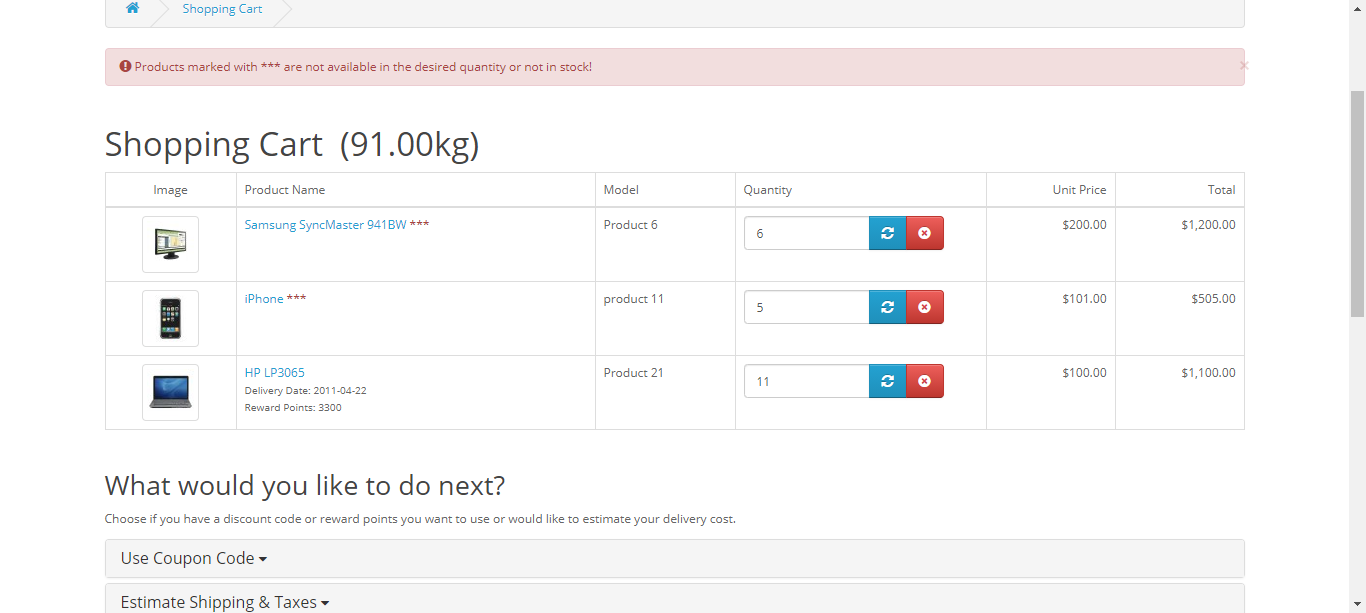 Shopping Cart
Products marked with *** are not available in the desired quantity or not in stock!
×
Shopping Cart (91.00kg)
Image Product Name Model Quantity Unit Price Total
Samsung SyncMaster 941BW *** Product 6 6 $200.00 $1,200.00
iPhone *** product 11 5 $101.00 $505.00
HP LP3065 Product 21 11 $100.00 $1,100.00
Delivery Date: 2011-04-22
Reward Points: 3300
What would you like to do next?
Choose if you have a discount code or reward points you want to use or would like to estimate your delivery cost.
Use Coupon Code
Estimate Shipping & Taxes